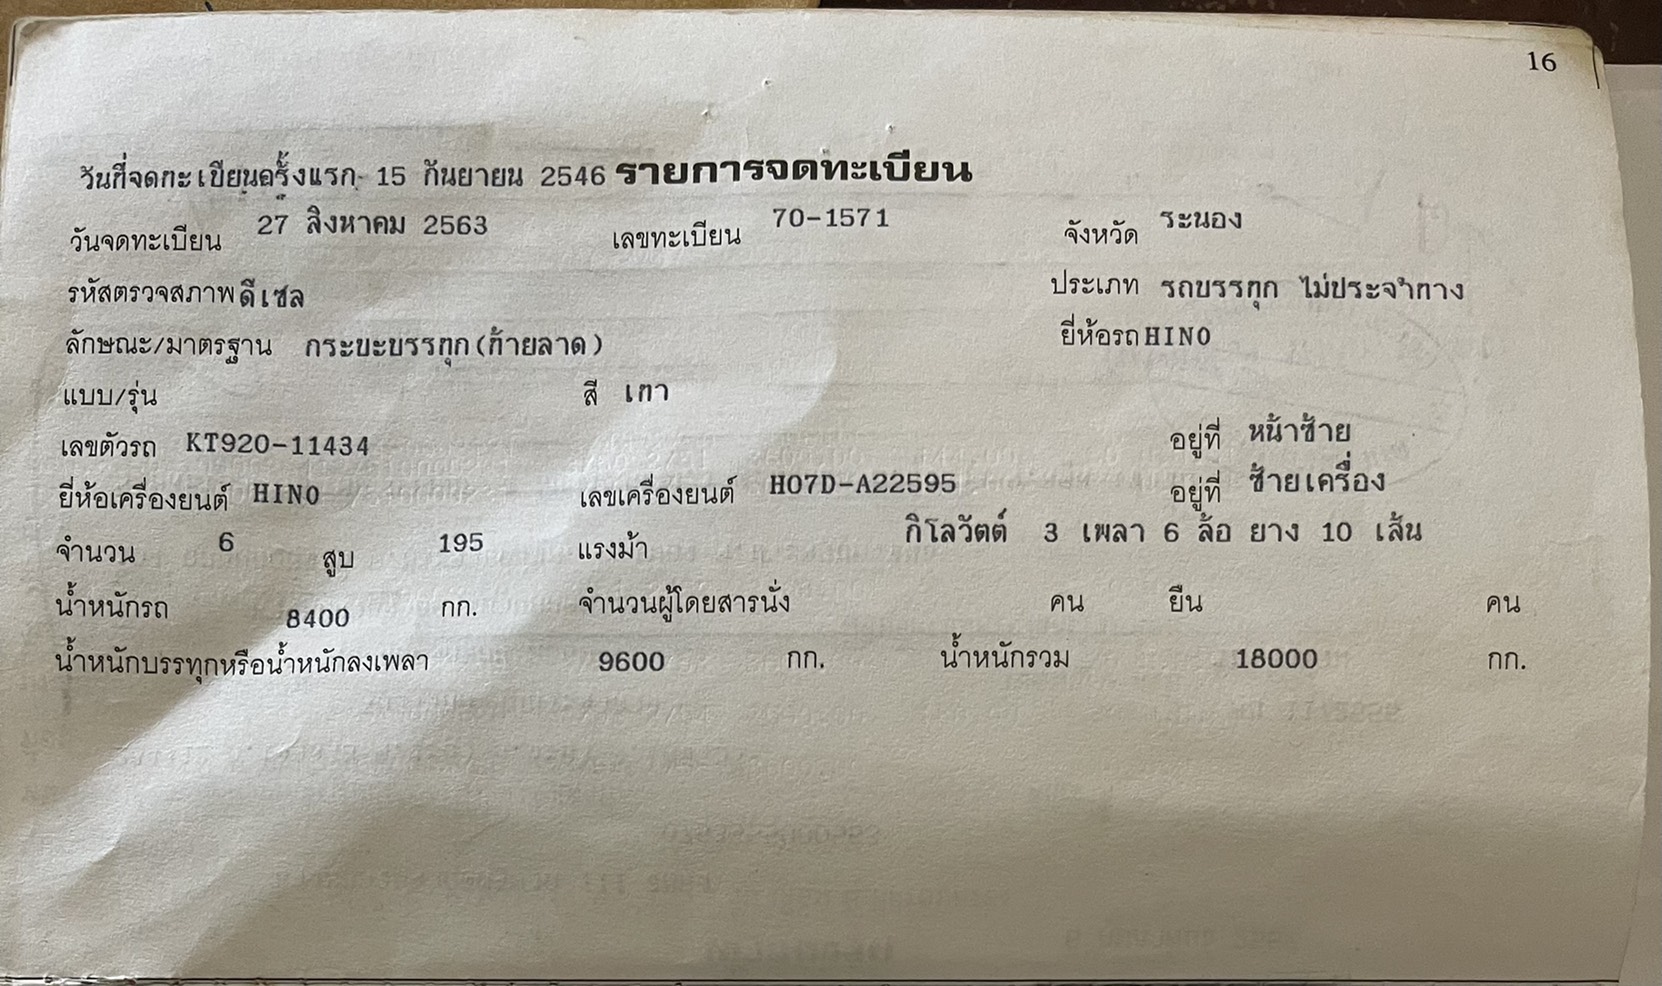 16
วันที่จดทะเบียนครั้งแรก 15 กันยายน 2546 รายการจดทะเบียน
วันจดทะเบียน 27 สิงหาคม 2563 เลขทะเบียน 70-1571 จังหวัด ระนอง
รหัสตรวจสภาพ ดีเซล ประเภท รถบรรทุก ไม่ประจำทาง
ลักษณะ/มาตรฐาน กระบะบรรทุก(ท้ายลาด) ยี่ห้อรถ HINO
แบบ/รุ่น สี เทา
เลขตัวรถ KT920-11434 อยู่ที่ หน้าซ้าย
ยี่ห้อเครื่องยนต์ HINO เลขเครื่องยนต์ H07D-A22595 อยู่ที่ ซ้ายเครื่อง
จำนวน 6 สูบ 195 แรงม้า กิโลวัตต์ 3 เพลา 6 ล้อ ยาง 10 เส้น
น้ำหนักรถ 8400 กก. จำนวนผู้โดยสารนั่ง คน ยืน คน
น้ำหนักบรรทุกหรือน้ำหนักลงเพลา 9600 กก. น้ำหนักรวม 18000 กก.